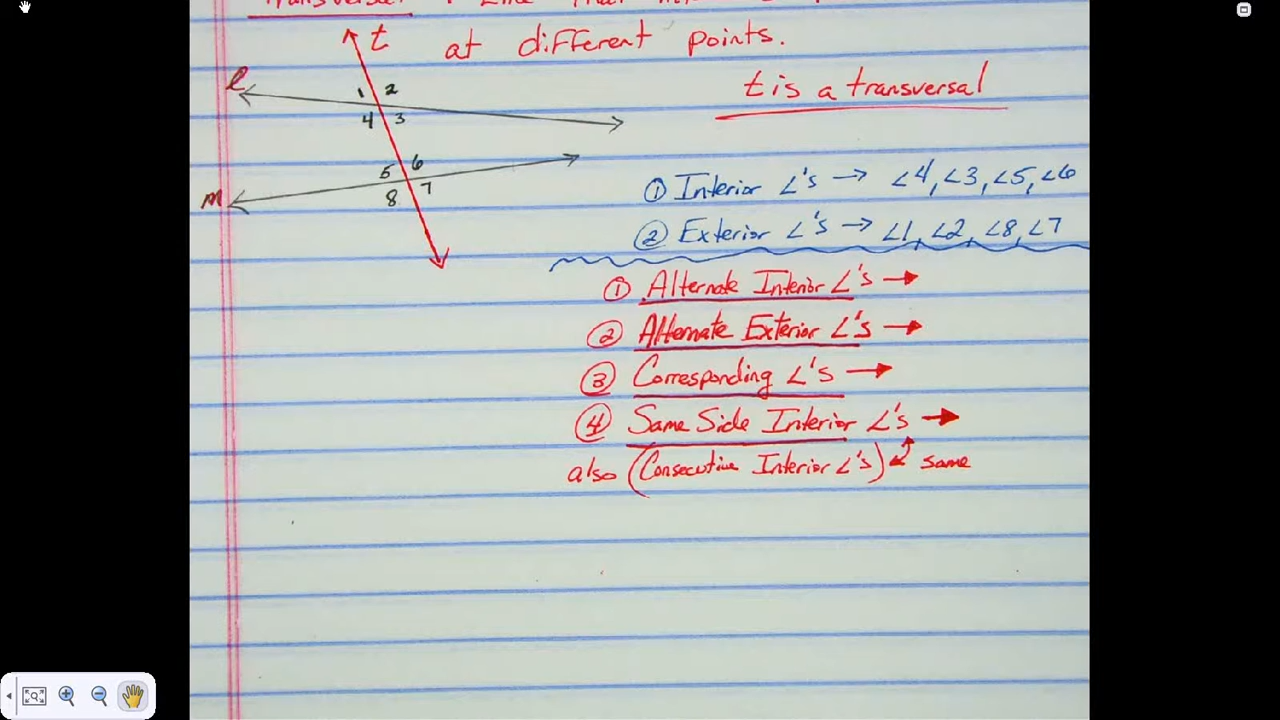 at different points.
t
l
t is a transversal
1 2
4 3
5 6
8 7
m
① Interior ∠'s → ∠4, ∠3, ∠5, ∠6
② Exterior ∠'s → ∠1, ∠2, ∠8, ∠7
① Alternate Interior ∠'s →
② Alternate Exterior ∠'s →
③ Corresponding ∠'s →
④ Same Side Interior ∠'s →
also (Consecutive Interior ∠'s) same